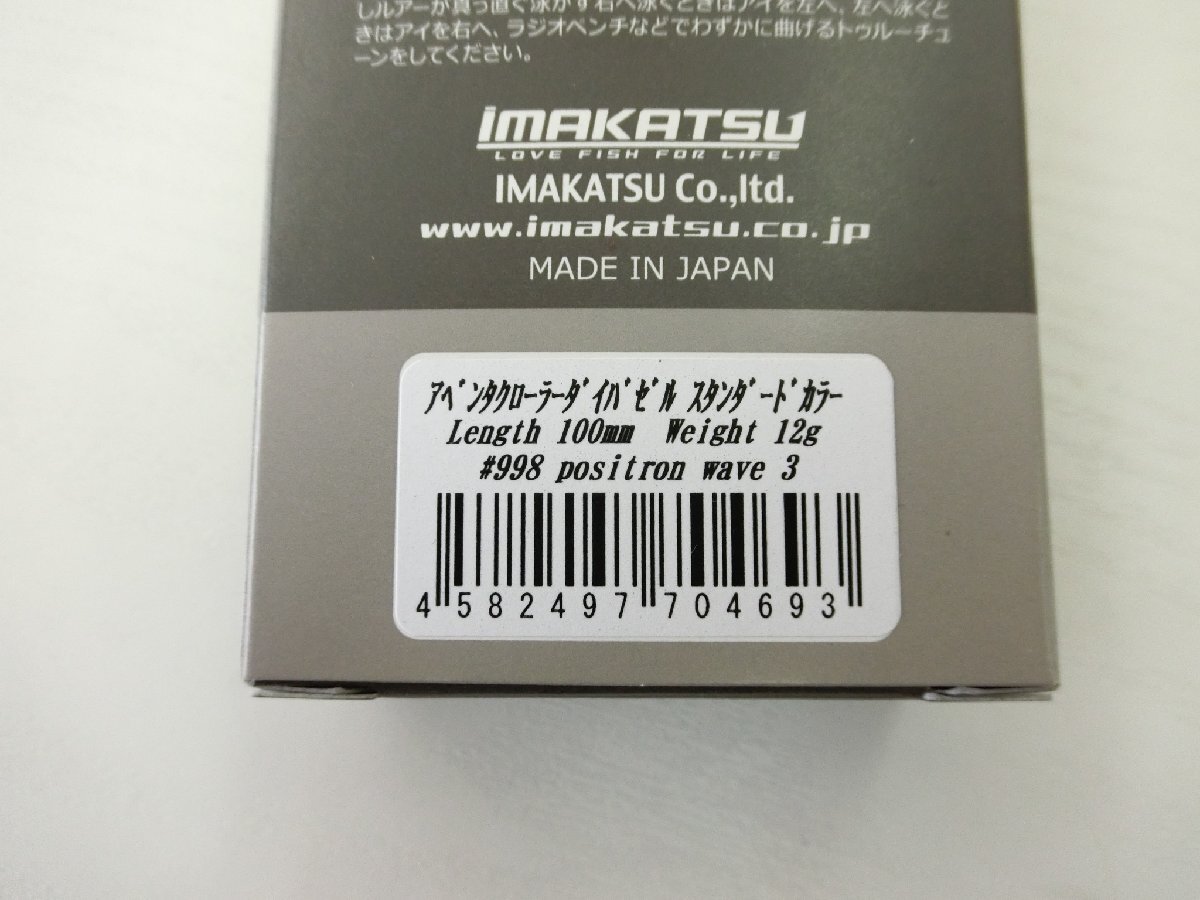 しルアーが真っ直ぐ泳がず右へ泳ぐときはアイを左へ、左へ泳ぐと
きはアイを右へ、ラジオペンチなどでわずかに曲げるトゥルーチュ
ーンをしてください。
iMAKATSU
LOVE FISH FOR LIFE
IMAKATSU Co.,ltd.
www.imakatsu.co.jp
MADE IN JAPAN
ｱﾍﾞﾝﾀｸﾛｰﾗｰﾀﾞｲﾊﾞｾﾞﾙ ｽﾀﾝﾀﾞｰﾄﾞｶﾗｰ
Length 100mm Weight 12g
#998 positron wave 3
4582497704693